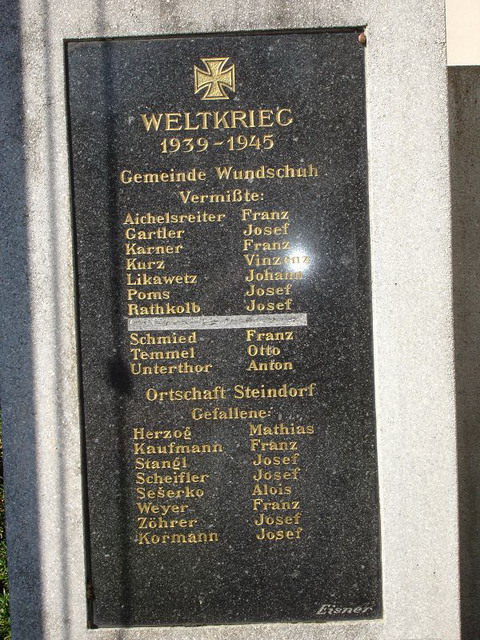 WELTKRIEG
1939-1945
Gemeinde Wundschuh
Vermißte:
Aichelsreiter Franz
Gartler Josef
Karner Franz
Kurz Vinzenz
Likawetz Johann
Poms Josef
Rathkolb Josef
Schmied Franz
Temmel Otto
Unterthor Anton
Ortschaft Steindorf
Gefallene:
Herzog Mathias
Kaufmann Franz
Stangl Josef
Scheifler Josef
Sešerko Alois
Weyer Franz
Zöhrer Josef
Kormann Josef
Eisner